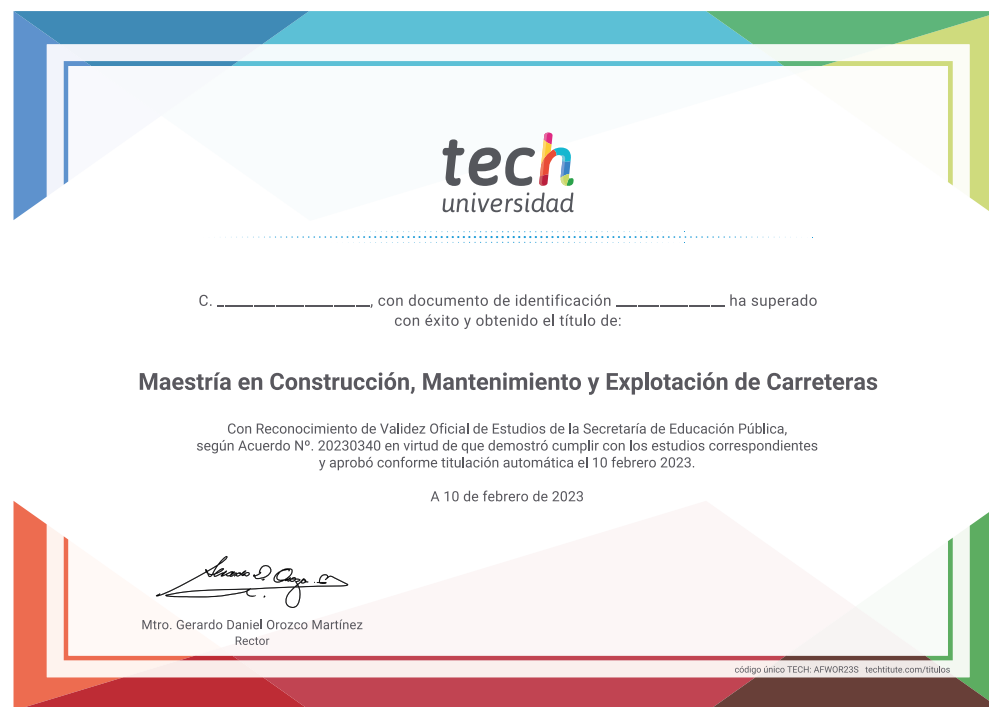 tech
universidad
C. ____________________, con documento de identificación ______________ ha superado
con éxito y obtenido el título de:
Maestría en Construcción, Mantenimiento y Explotación de Carreteras
Con Reconocimiento de Validez Oficial de Estudios de la Secretaría de Educación Pública,
según Acuerdo Nº. 20230340 en virtud de que demostró cumplir con los estudios correspondientes
y aprobó conforme titulación automática el 10 febrero 2023.
A 10 de febrero de 2023
Mtro. Gerardo Daniel Orozco Martínez
Rector
código único TECH: AFWOR23S techtitute.com/titulos